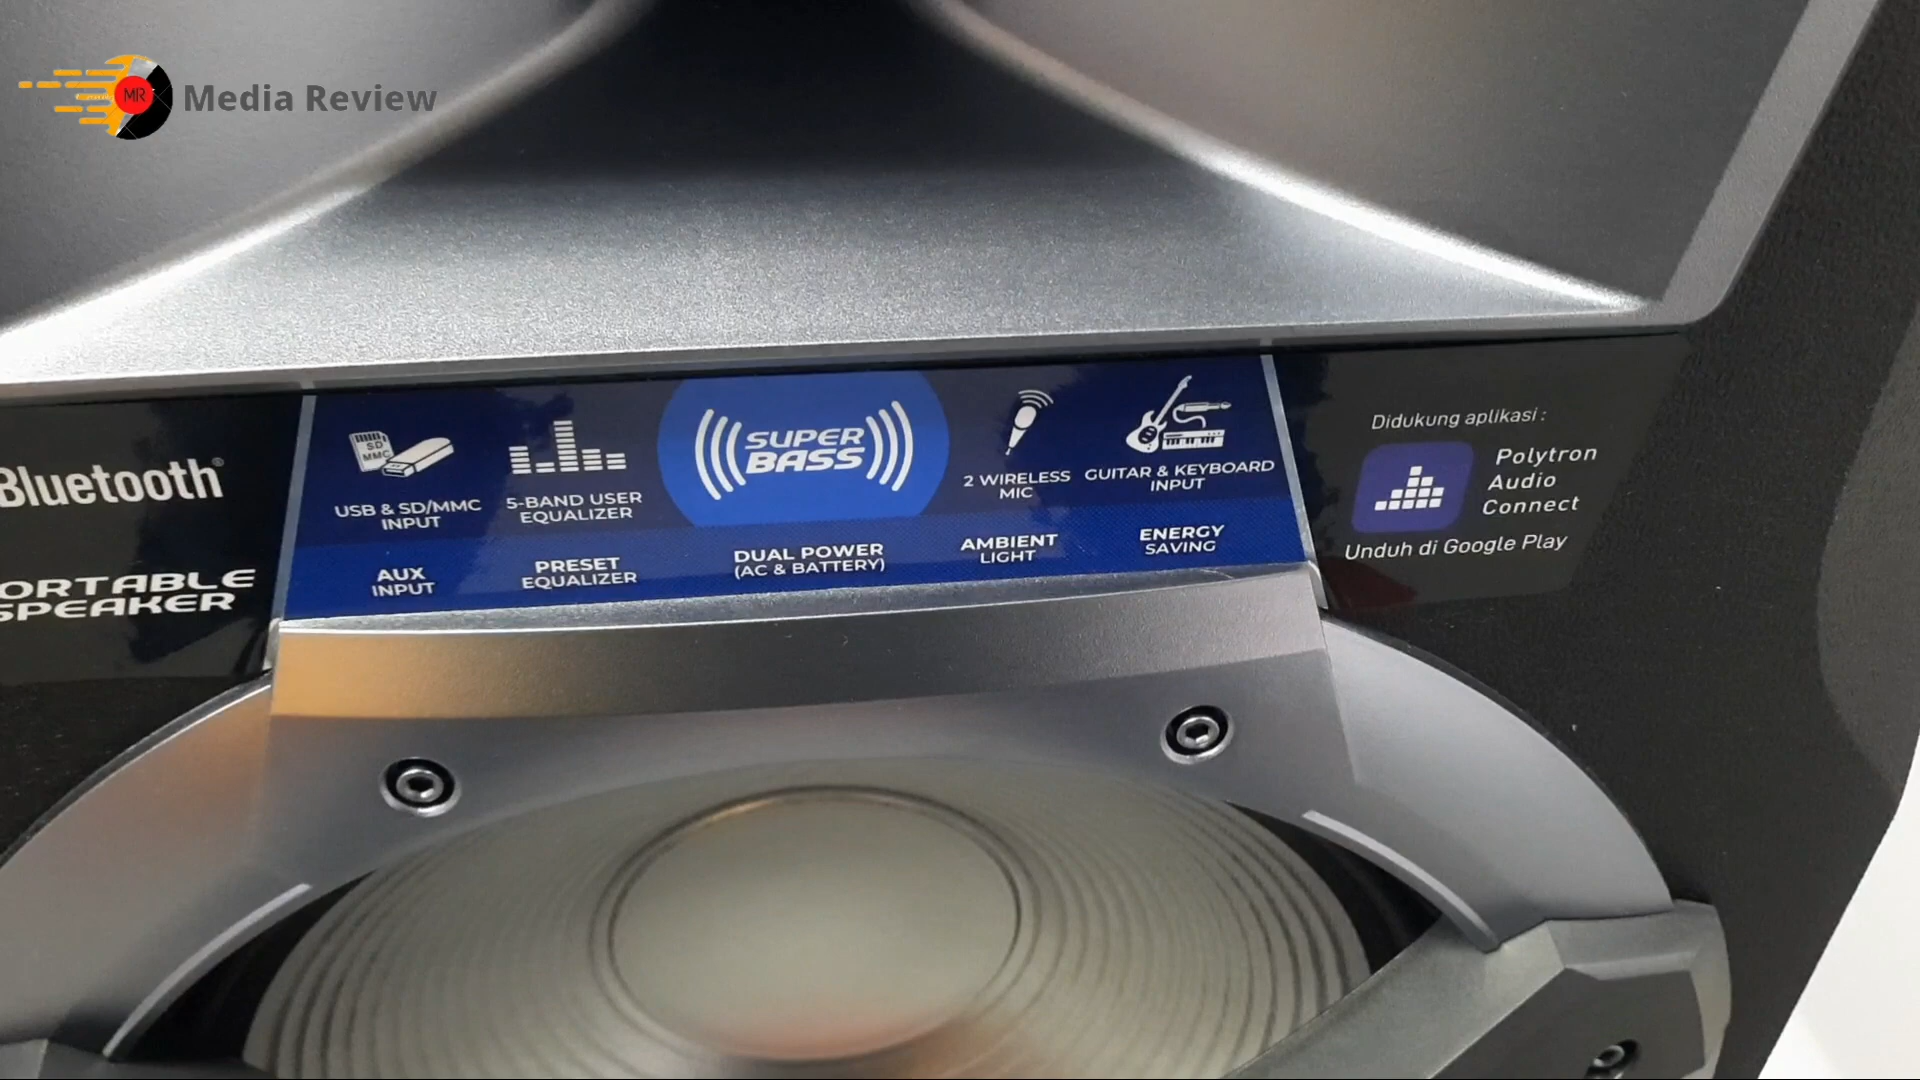 MR Media Review
Bluetooth®
ORTABLE
SPEAKER
SD
MMC
USB & SD/MMC
INPUT
5-BAND USER
EQUALIZER
SUPER
BASS
2 WIRELESS
MIC
GUITAR & KEYBOARD
INPUT
AUX
INPUT
PRESET
EQUALIZER
DUAL POWER
(AC & BATTERY)
AMBIENT
LIGHT
ENERGY
SAVING
Didukung aplikasi :
Polytron
Audio
Connect
Unduh di Google Play